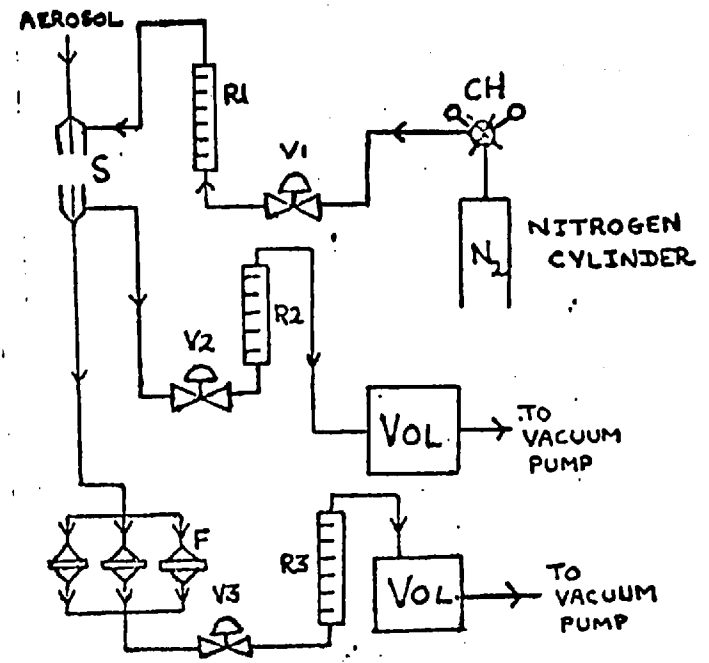 AEROSOL
R1
CH
V1
S
NITROGEN
CYLINDER
N2
R2
V2
VOL
TO
VACUUM
PUMP
F
R3
V3
VOL
TO
VACUUM
PUMP